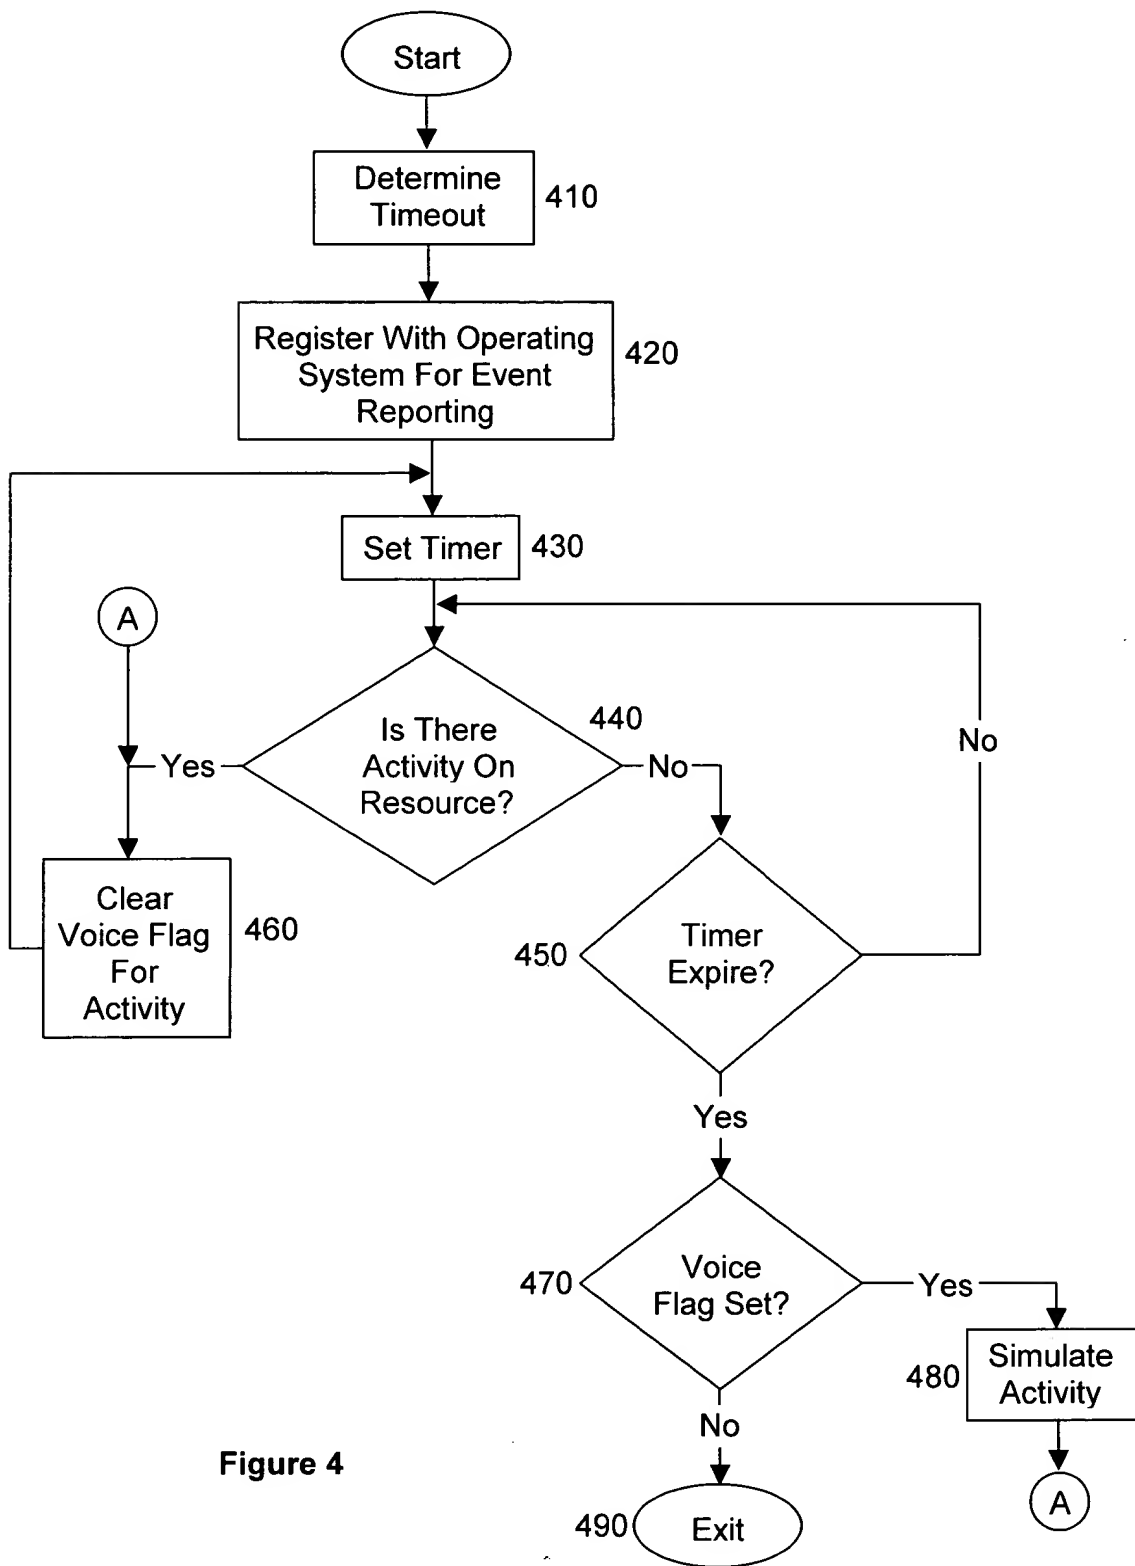 Start
Determine
Timeout
410
Register With Operating
System For Event
Reporting
420
Set Timer
430
A
Is There
Activity On
Resource?
440
Yes
No
No
Clear
Voice Flag
For
Activity
460
450
Timer
Expire?
Yes
470
Voice
Flag Set?
Yes
480
Simulate
Activity
No
A
Figure 4
490
Exit